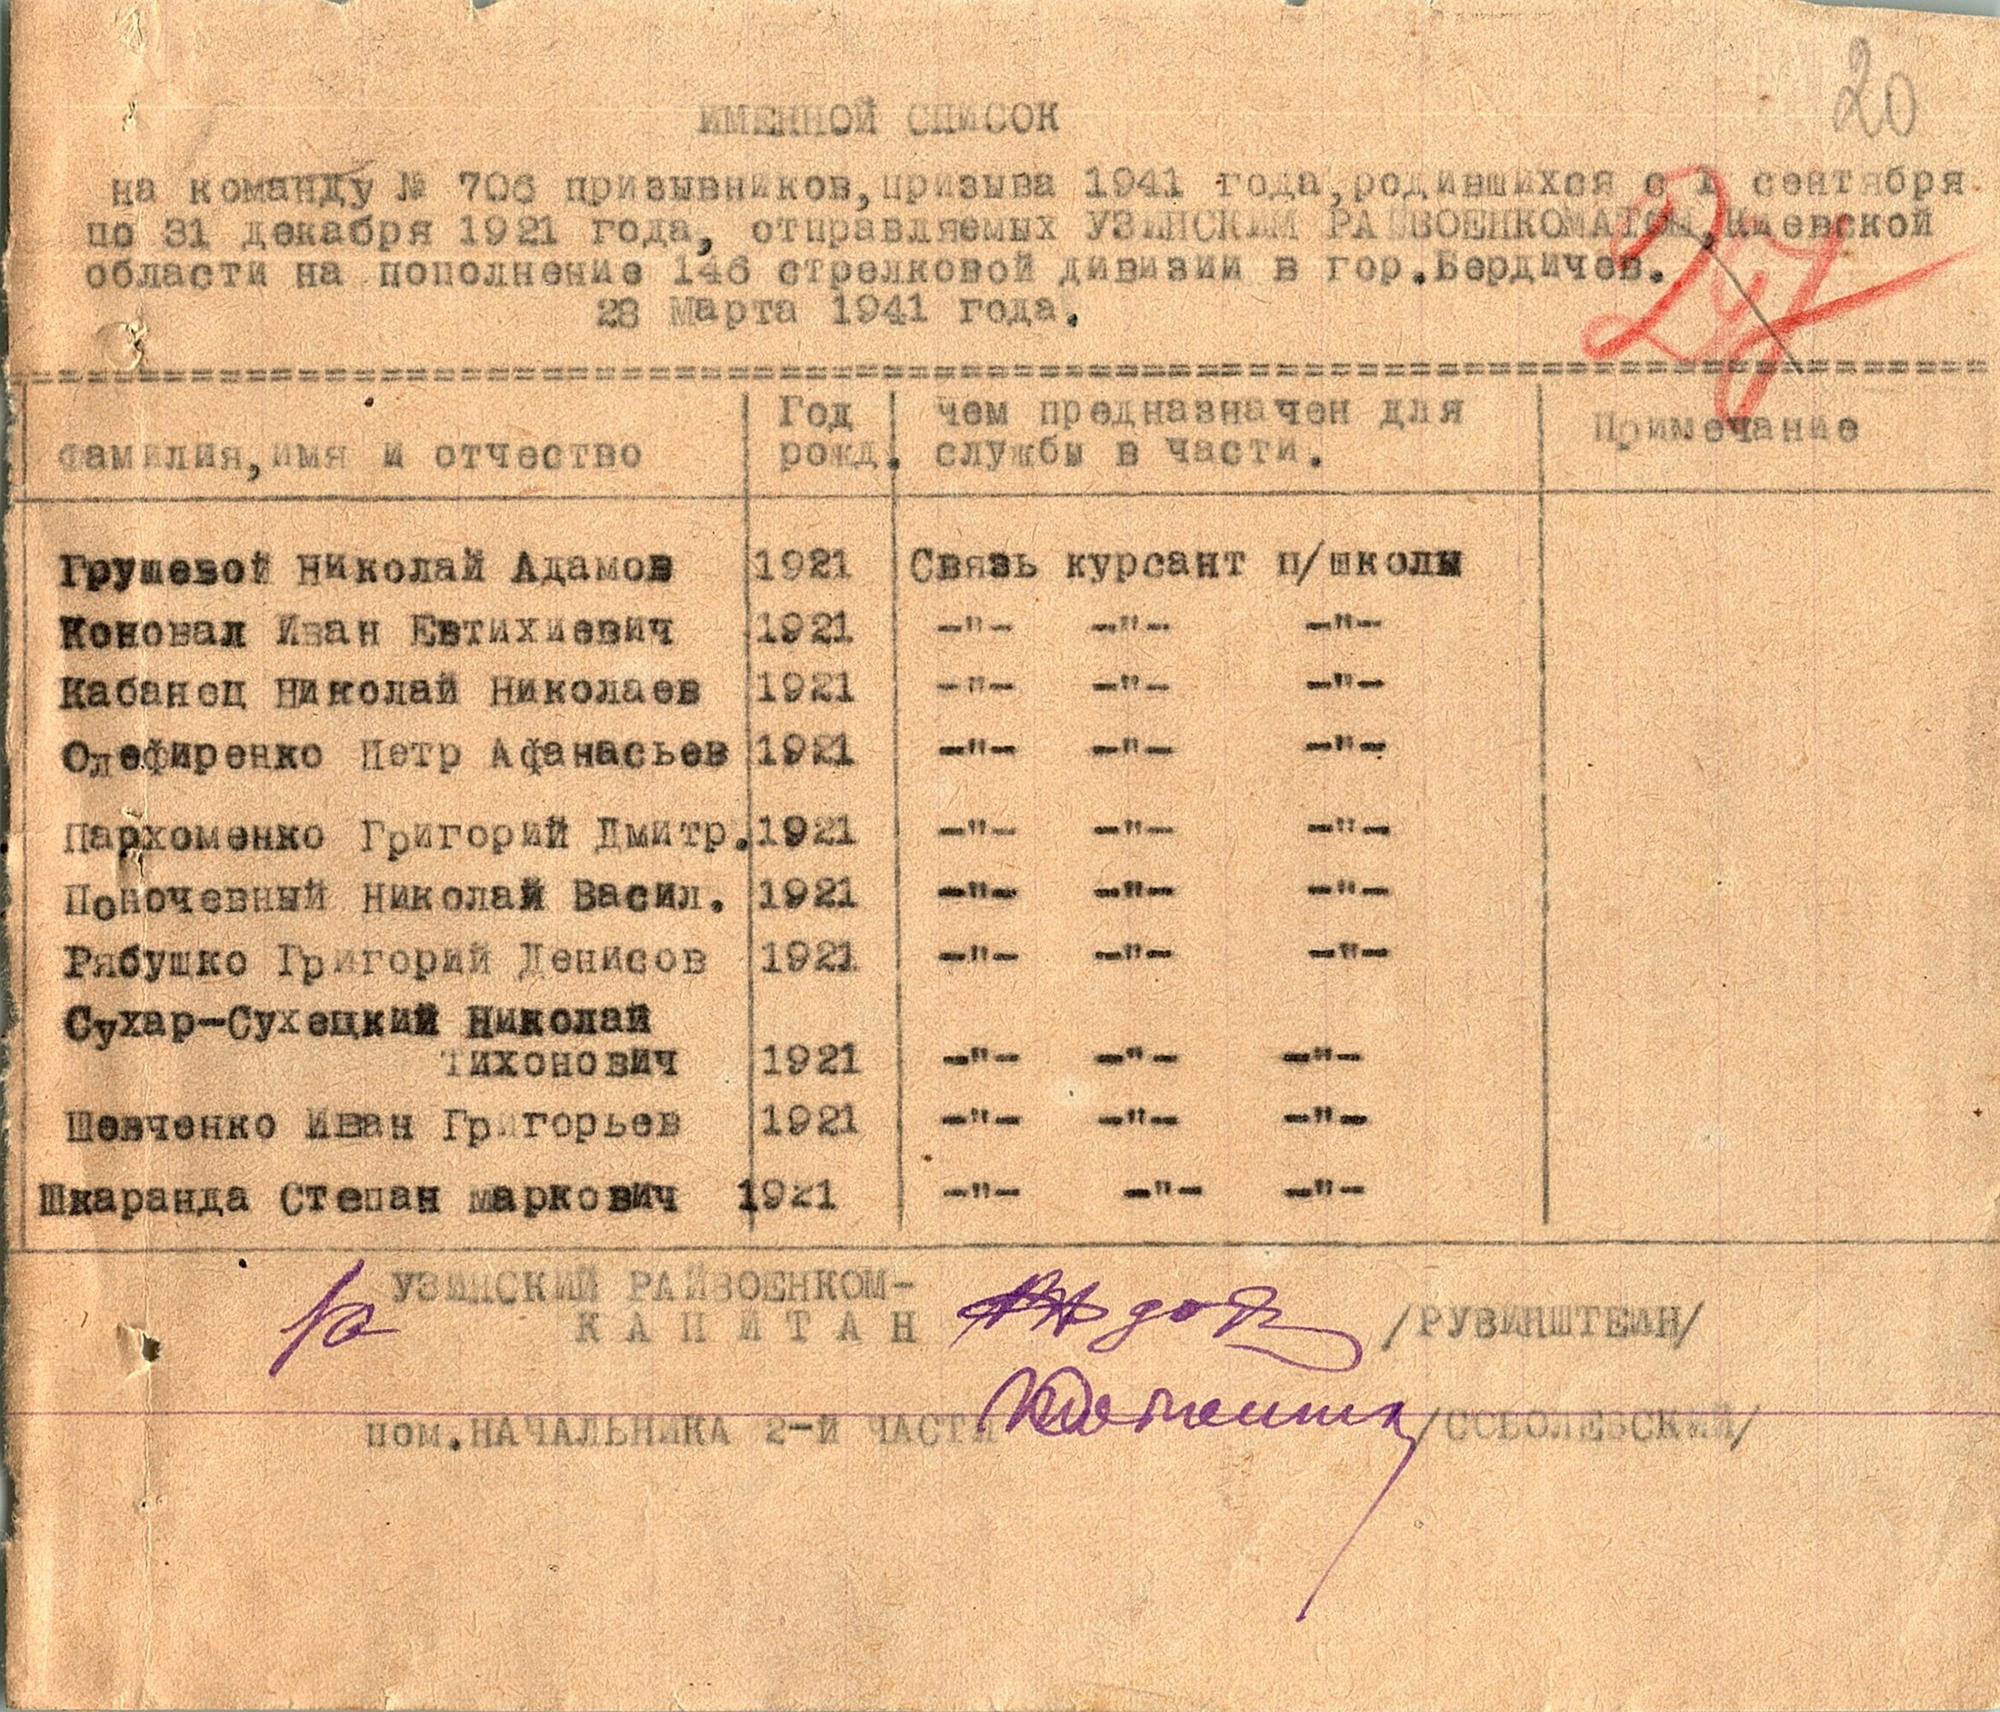 20
ИМЕННОЙ СПИСОК
на команду № 706 призывников, призыва 1941 года, родившихся с 1 сентября
по 31 декабря 1921 года, отправляемых УЗИНСКИМ РАЙВОЕНКОМАТОМ, Киевской
области на пополнение 146 стрелковой дивизии в гор.Бердичев.
28 Марта 1941 года.
фамилия, имя и отчество Год рожд. Чем предназначен для службы в части. Примечание
Грушевой Николай Адамов 1921 Связь курсант п/школы
Коновал Иван Евтихиевич 1921 -"- -"- -"-
Кабанец Николай Николаев 1921 -"- -"- -"-
Олефиренко Петр Афанасьев 1921 -"- -"- -"-
Пархоменко Григорий Дмитр. 1921 -"- -"- -"-
Поночевный Николай Васил. 1921 -"- -"- -"-
Рябушко Григорий Денисов 1921 -"- -"- -"-
Сухар-Сухецкий Николай
Тихонович 1921 -"- -"- -"-
Шевченко Иван Григорьев 1921 -"- -"- -"-
Шкаранда Степан маркович 1921 -"- -"- -"-
УЗИНСКИЙ РАЙВОЕНКОМ-
КАПИТАН /РУВИНШТЕИН/
пом.НАЧАЛЬНИКА 2-й ЧАСТИ /СОБОЛЕВСКИЙ/